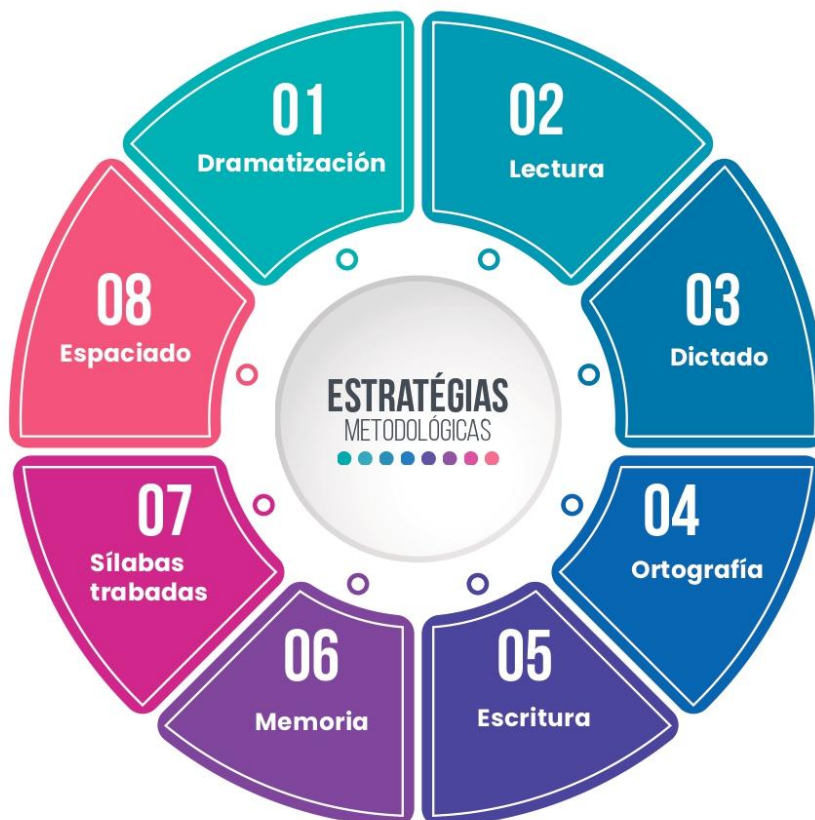 01
Dramatización
02
Lectura
03
Dictado
04
Ortografía
05
Escritura
06
Memoria
07
Sílabas
trabadas
08
Espaciado
ESTRATÉGIAS
METODOLÓGICAS